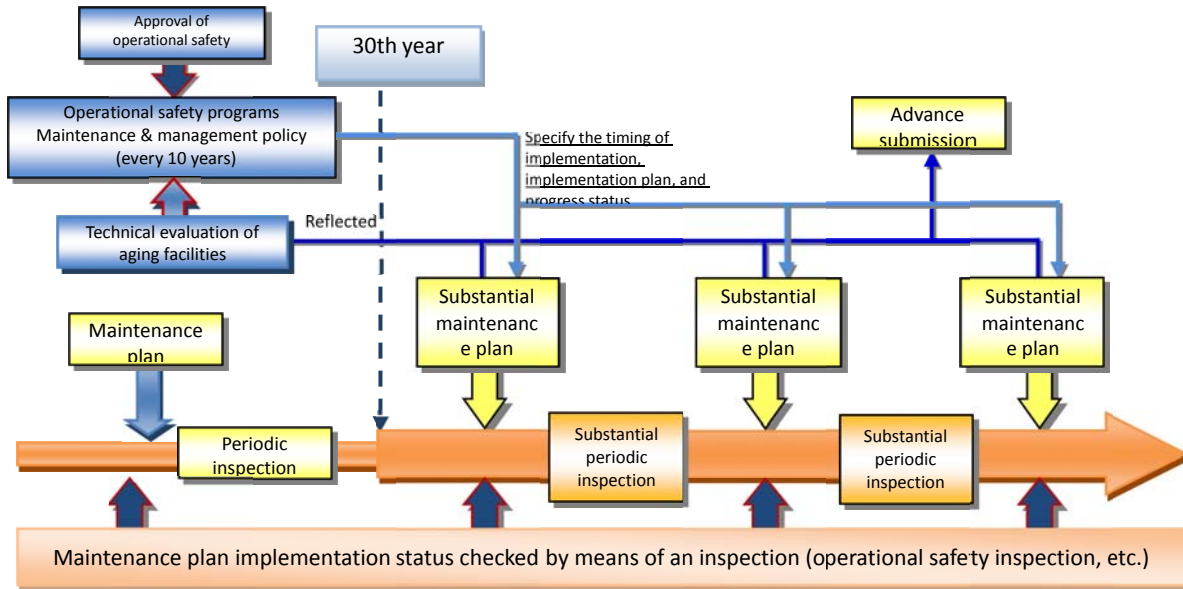 Approval of
operational safety
30th year
Operational safety programs
Maintenance & management policy
(every 10 years)
Specify the timing of
implementation,
implementation plan, and
progress status
Advance
submission
Technical evaluation of
aging facilities
Reflected
Maintenance
plan
Substantial
maintenanc
e plan
Substantial
maintenanc
e plan
Substantial
maintenanc
e plan
Periodic
inspection
Substantial
periodic
inspection
Substantial
periodic
inspection
Maintenance plan implementation status checked by means of an inspection (operational safety inspection, etc.)